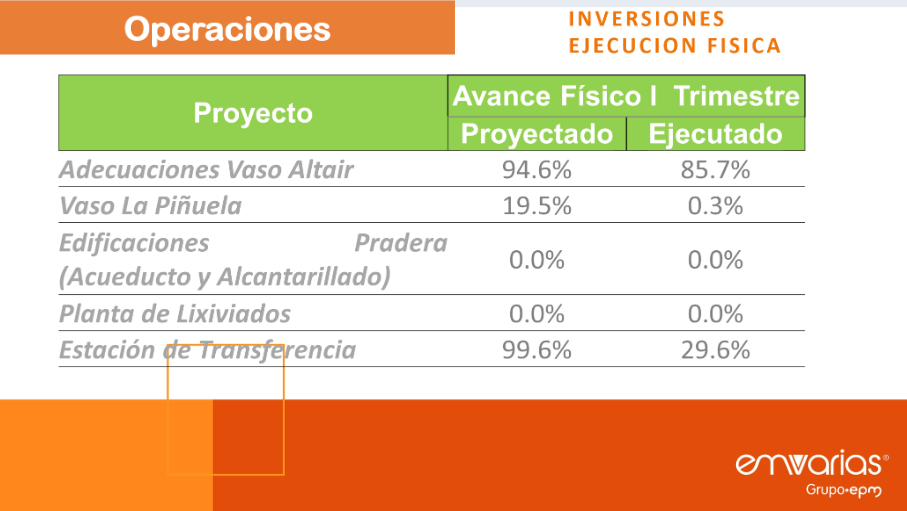 Operaciones
INVERSIONES
EJECUCION FISICA
Proyecto
Avance Físico I Trimestre
Proyectado Ejecutado
Adecuaciones Vaso Altair 94.6% 85.7%
Vaso La Piñuela 19.5% 0.3%
Edificaciones Pradera
(Acueducto y Alcantarillado) 0.0% 0.0%
Planta de Lixiviados 0.0% 0.0%
Estación de Transferencia 99.6% 29.6%
emvarias®
Grupo•epm